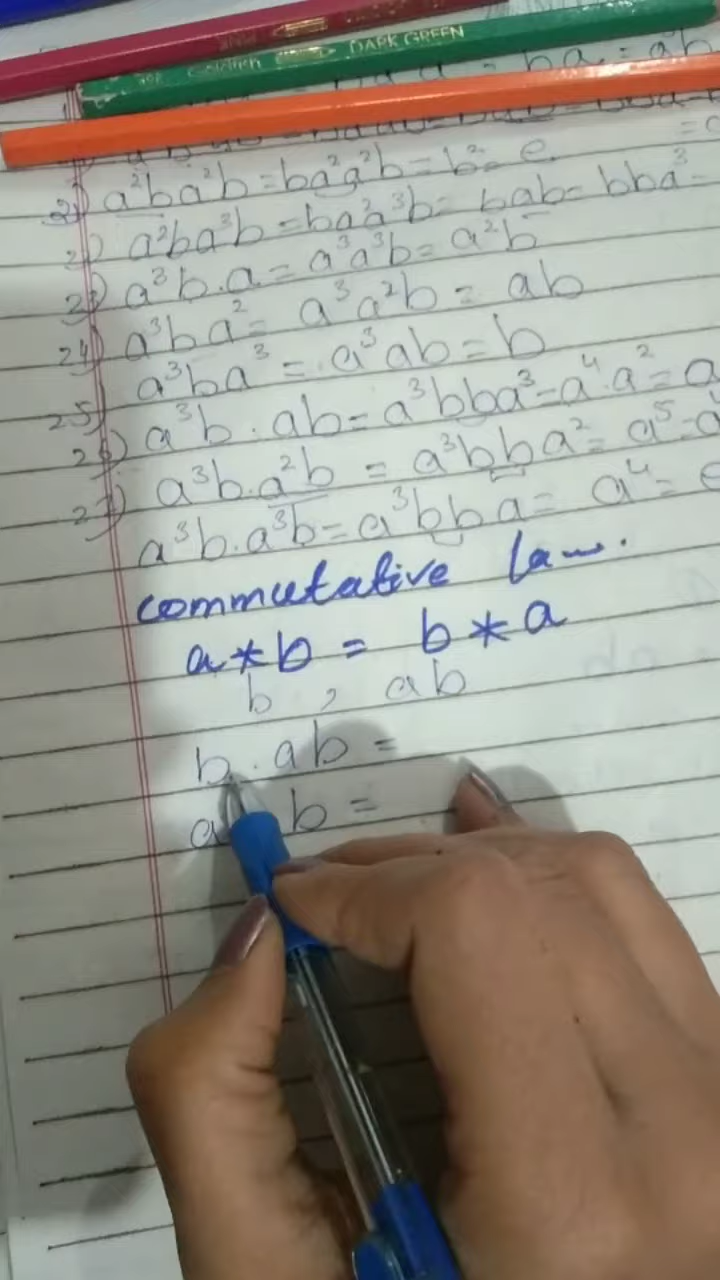 DARK GREEN
ba = ab
21) a²ba²b = ba²a²b = b² = e
22) a²ba³b = ba²a³b = bab = bba³ =
23) a³b.a = a³a³b = a²b
24) a³ba² = a³a²b = ab
a³ba³ = a³ab = b
25) a³b.ab = a³bba³ = a⁴.a² = a
26) a³b.a²b = a³bba² = a⁵ = a
27) a³b.a³b = a³bba = a⁴ = e
commutative law.
a * b = b * a
b , ab
b.ab =
a b =